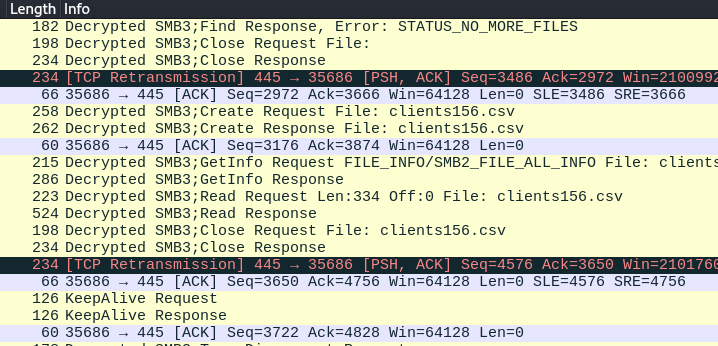 Length Info
182 Decrypted SMB3;Find Response, Error: STATUS_NO_MORE_FILES
198 Decrypted SMB3;Close Request File:
234 Decrypted SMB3;Close Response
234 [TCP Retransmission] 445 → 35686 [PSH, ACK] Seq=3486 Ack=2972 Win=2100992
66 35686 → 445 [ACK] Seq=2972 Ack=3666 Win=64128 Len=0 SLE=3486 SRE=3666
258 Decrypted SMB3;Create Request File: clients156.csv
262 Decrypted SMB3;Create Response File: clients156.csv
60 35686 → 445 [ACK] Seq=3176 Ack=3874 Win=64128 Len=0
215 Decrypted SMB3;GetInfo Request FILE_INFO/SMB2_FILE_ALL_INFO File: clients
286 Decrypted SMB3;GetInfo Response
223 Decrypted SMB3;Read Request Len:334 Off:0 File: clients156.csv
524 Decrypted SMB3;Read Response
198 Decrypted SMB3;Close Request File: clients156.csv
234 Decrypted SMB3;Close Response
234 [TCP Retransmission] 445 → 35686 [PSH, ACK] Seq=4576 Ack=3650 Win=2101760
66 35686 → 445 [ACK] Seq=3650 Ack=4756 Win=64128 Len=0 SLE=4576 SRE=4756
126 KeepAlive Request
126 KeepAlive Response
60 35686 → 445 [ACK] Seq=3722 Ack=4828 Win=64128 Len=0